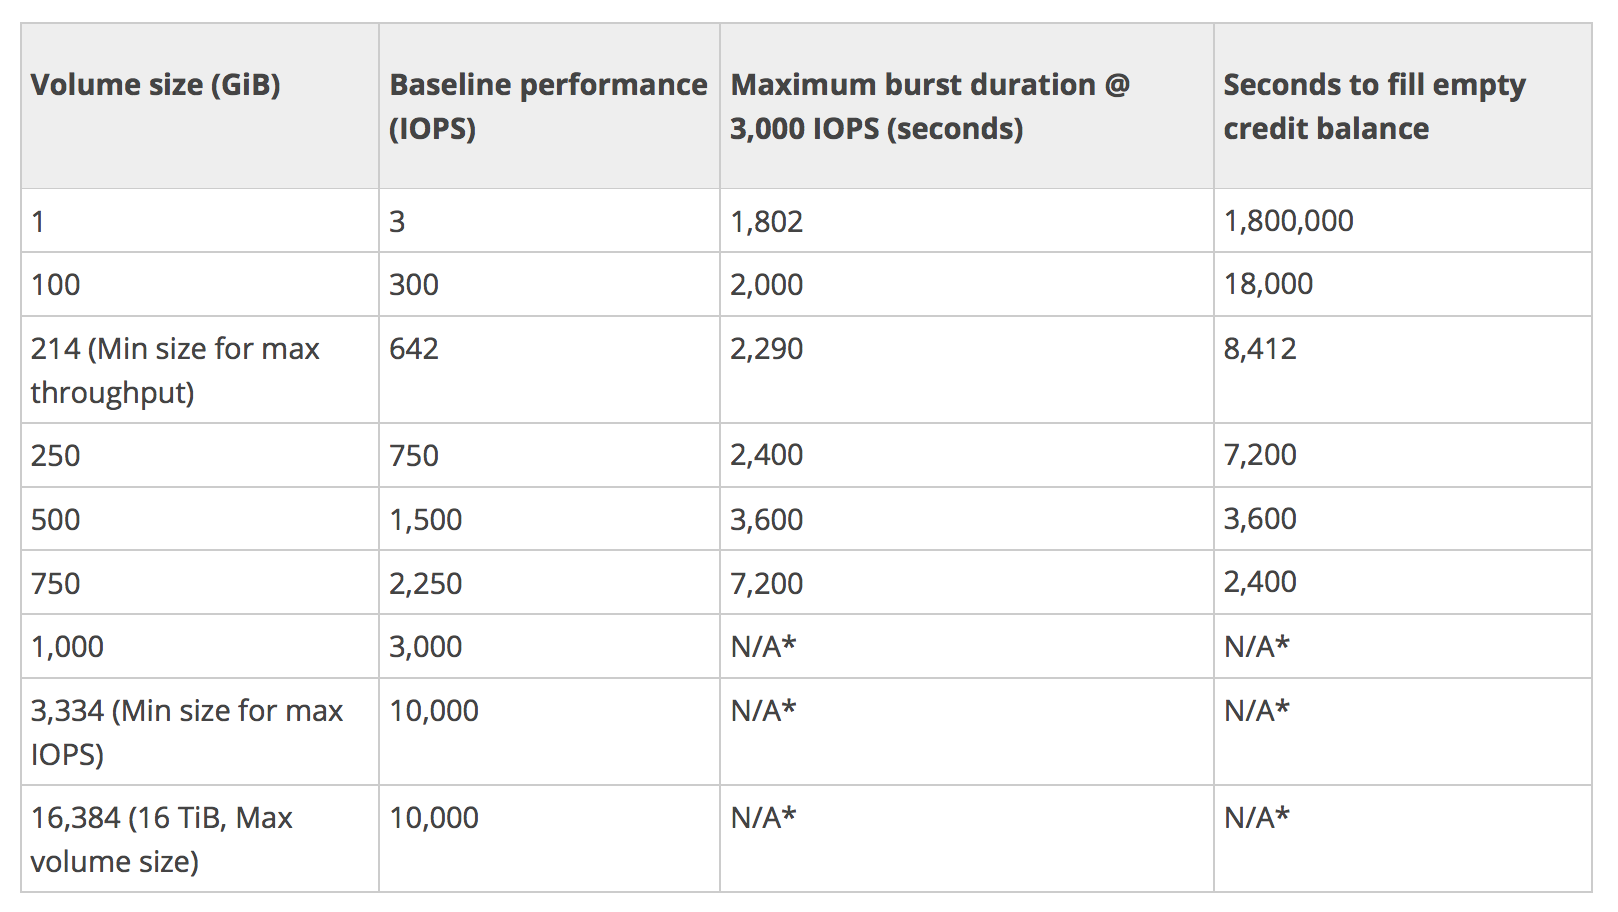 Volume size (GiB) Baseline performance (IOPS) Maximum burst duration @ 3,000 IOPS (seconds) Seconds to fill empty credit balance
1 3 1,802 1,800,000
100 300 2,000 18,000
214 (Min size for max throughput) 642 2,290 8,412
250 750 2,400 7,200
500 1,500 3,600 3,600
750 2,250 7,200 2,400
1,000 3,000 N/A* N/A*
3,334 (Min size for max IOPS) 10,000 N/A* N/A*
16,384 (16 TiB, Max volume size) 10,000 N/A* N/A*